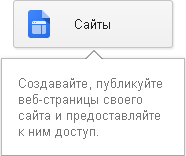 Сайты
Создавайте, публикуйте
веб-страницы своего
сайта и предоставляйте
к ним доступ.